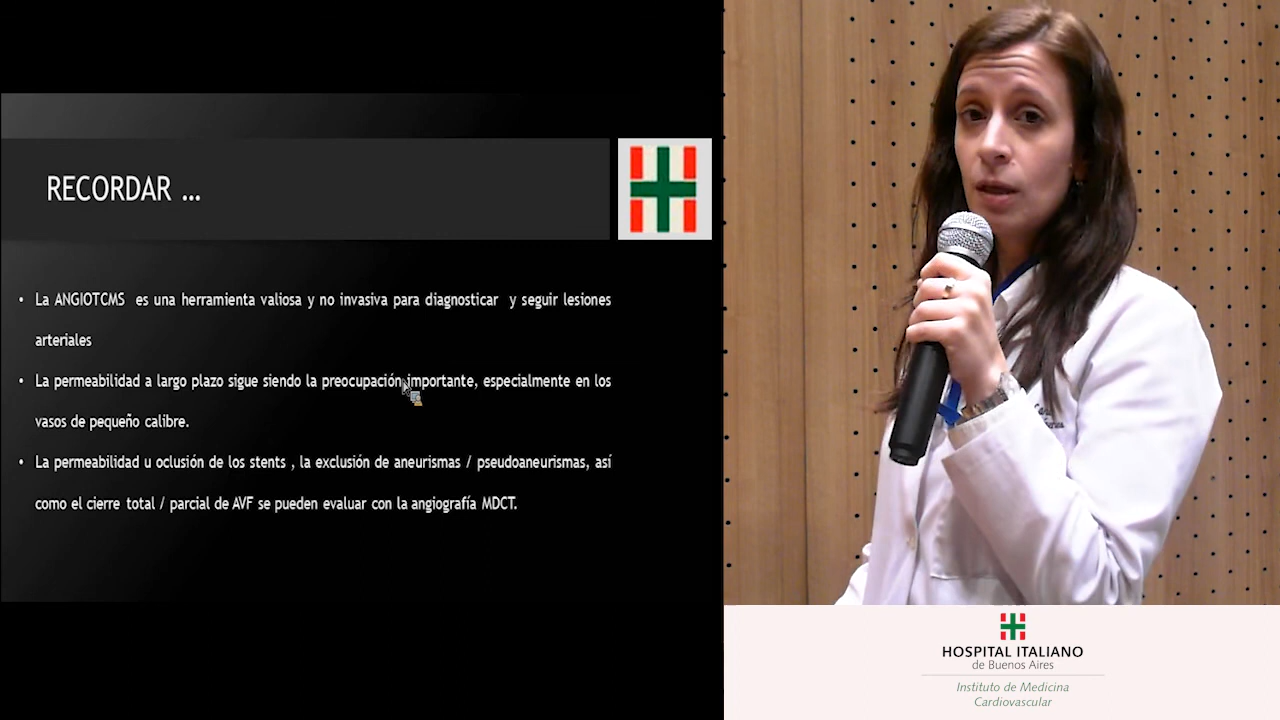 RECORDAR ...
• La ANGIOTCMS es una herramienta valiosa y no invasiva para diagnosticar y seguir lesiones
arteriales
• La permeabilidad a largo plazo sigue siendo la preocupación importante, especialmente en los
vasos de pequeño calibre.
• La permeabilidad u oclusión de los stents , la exclusión de aneurismas / pseudoaneurismas, así
como el cierre total / parcial de AVF se pueden evaluar con la angiografía MDCT.
HOSPITAL ITALIANO
de Buenos Aires
Instituto de Medicina
Cardiovascular